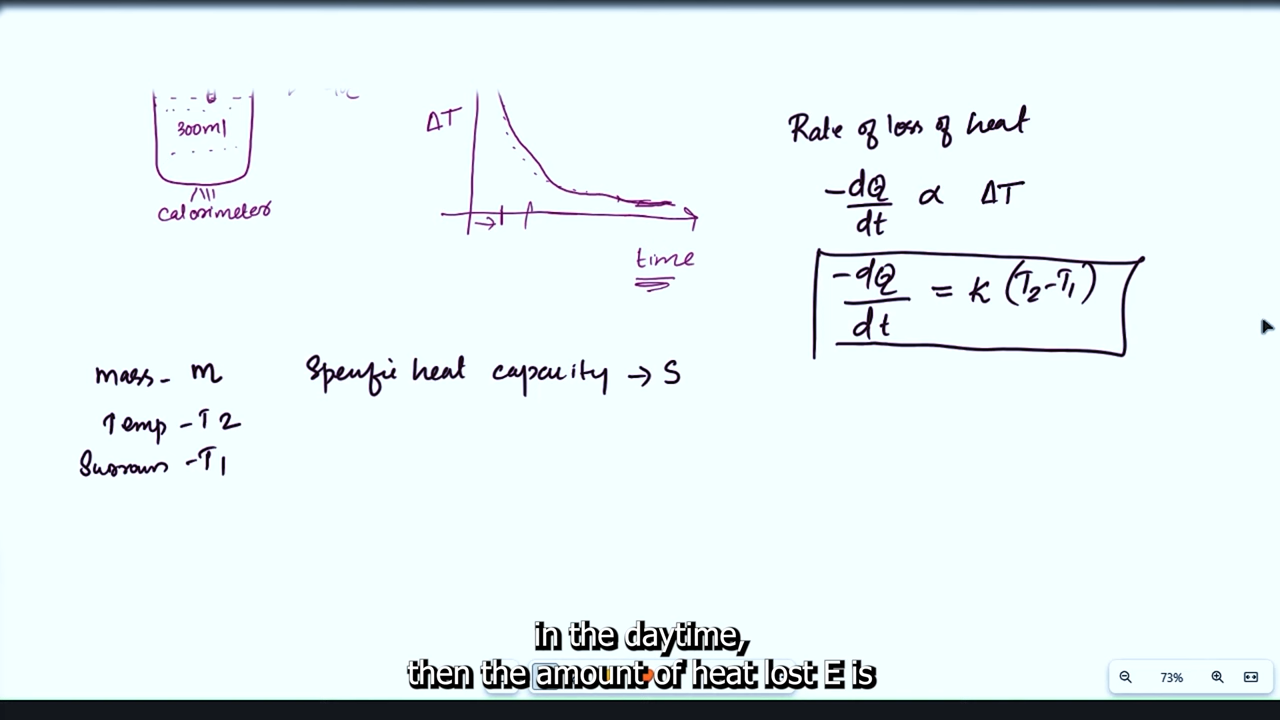 300ml
calorimeter
ΔT
time
Rate of loss of heat
-dQ/dt ∝ ΔT
-dQ/dt = K (T2-T1)
mass - m Specific heat capacity → S
Temp - T2
- T1
in the daytime,
then the amount of heat lost E is
73%